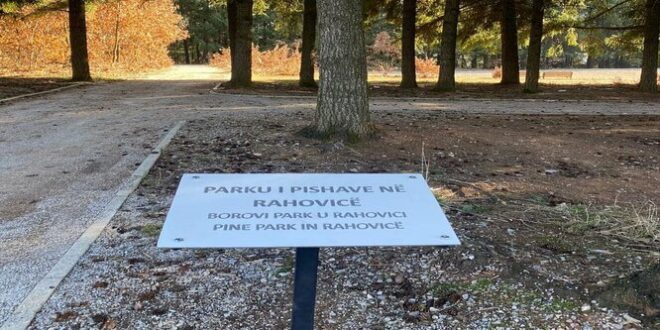 PARKU I PISHAVE NË
RAHOVICË
BOROVI PARK U RAHOVICI
PINE PARK IN RAHOVICË